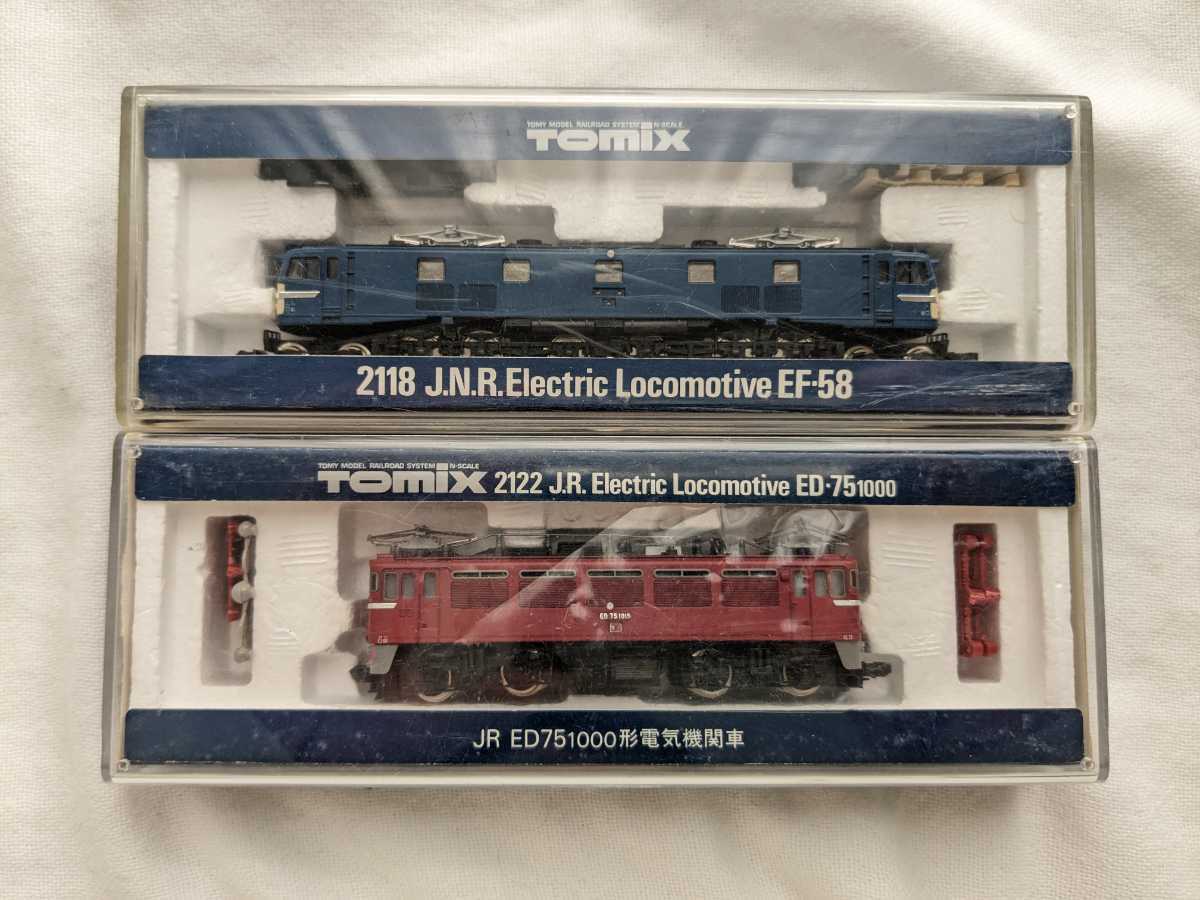 TOMY MODEL RAILROAD SYSTEM N-SCALE
TOMIX
2118 J.N.R. Electric Locomotive EF·58
TOMY MODEL RAILROAD SYSTEM N-SCALE
TOMIX 2122 J.R. Electric Locomotive ED·751000
ED 75 1015
JR ED751000形電気機関車